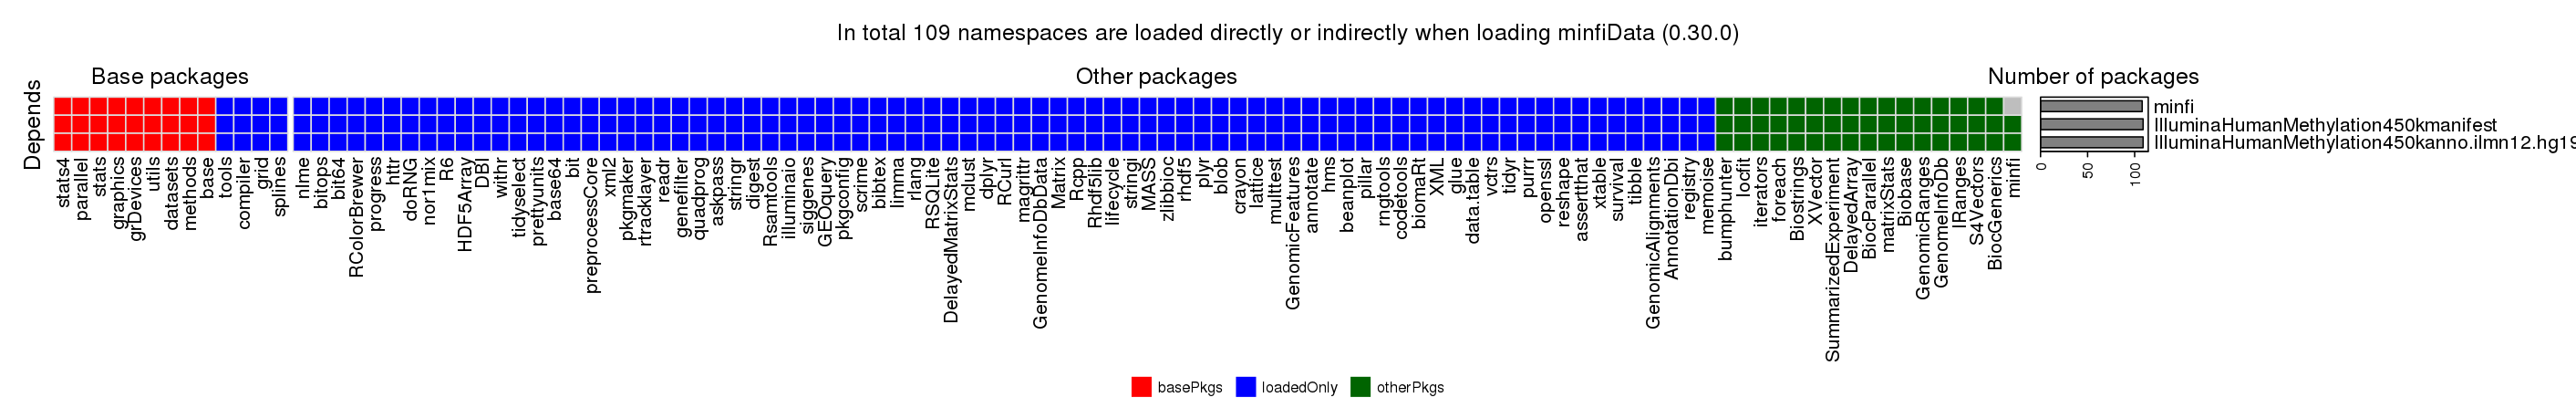 In total 109 namespaces are loaded directly or indirectly when loading minfiData (0.30.0)
Base packages
Other packages
Number of packages
Depends
minfi
IlluminaHumanMethylation450kmanifest
IlluminaHumanMethylation450kanno.ilmn12.hg19
0
50
100
stats4
parallel
stats
graphics
grDevices
utils
datasets
methods
base
tools
compiler
grid
splines
nlme
bitops
bit64
RColorBrewer
progress
httr
doRNG
nor1mix
R6
HDF5Array
DBI
withr
tidyselect
prettyunits
base64
bit
preprocessCore
xml2
pkgmaker
rtracklayer
readr
genefilter
quadprog
askpass
stringr
digest
Rsamtools
illuminaio
siggenes
GEOquery
pkgconfig
scrime
bibtex
limma
rlang
RSQLite
DelayedMatrixStats
mclust
dplyr
RCurl
magrittr
GenomeInfoDbData
Matrix
Rcpp
Rhdf5lib
lifecycle
stringi
MASS
zlibbioc
rhdf5
plyr
blob
crayon
lattice
multtest
GenomicFeatures
annotate
hms
beanplot
pillar
rngtools
codetools
biomaRt
XML
glue
data.table
vctrs
tidyr
purrr
openssl
reshape
assertthat
xtable
survival
tibble
GenomicAlignments
AnnotationDbi
registry
memoise
bumphunter
locfit
iterators
foreach
Biostrings
XVector
SummarizedExperiment
DelayedArray
BiocParallel
matrixStats
Biobase
GenomicRanges
GenomeInfoDb
IRanges
S4Vectors
BiocGenerics
minfi
basePkgs
loadedOnly
otherPkgs